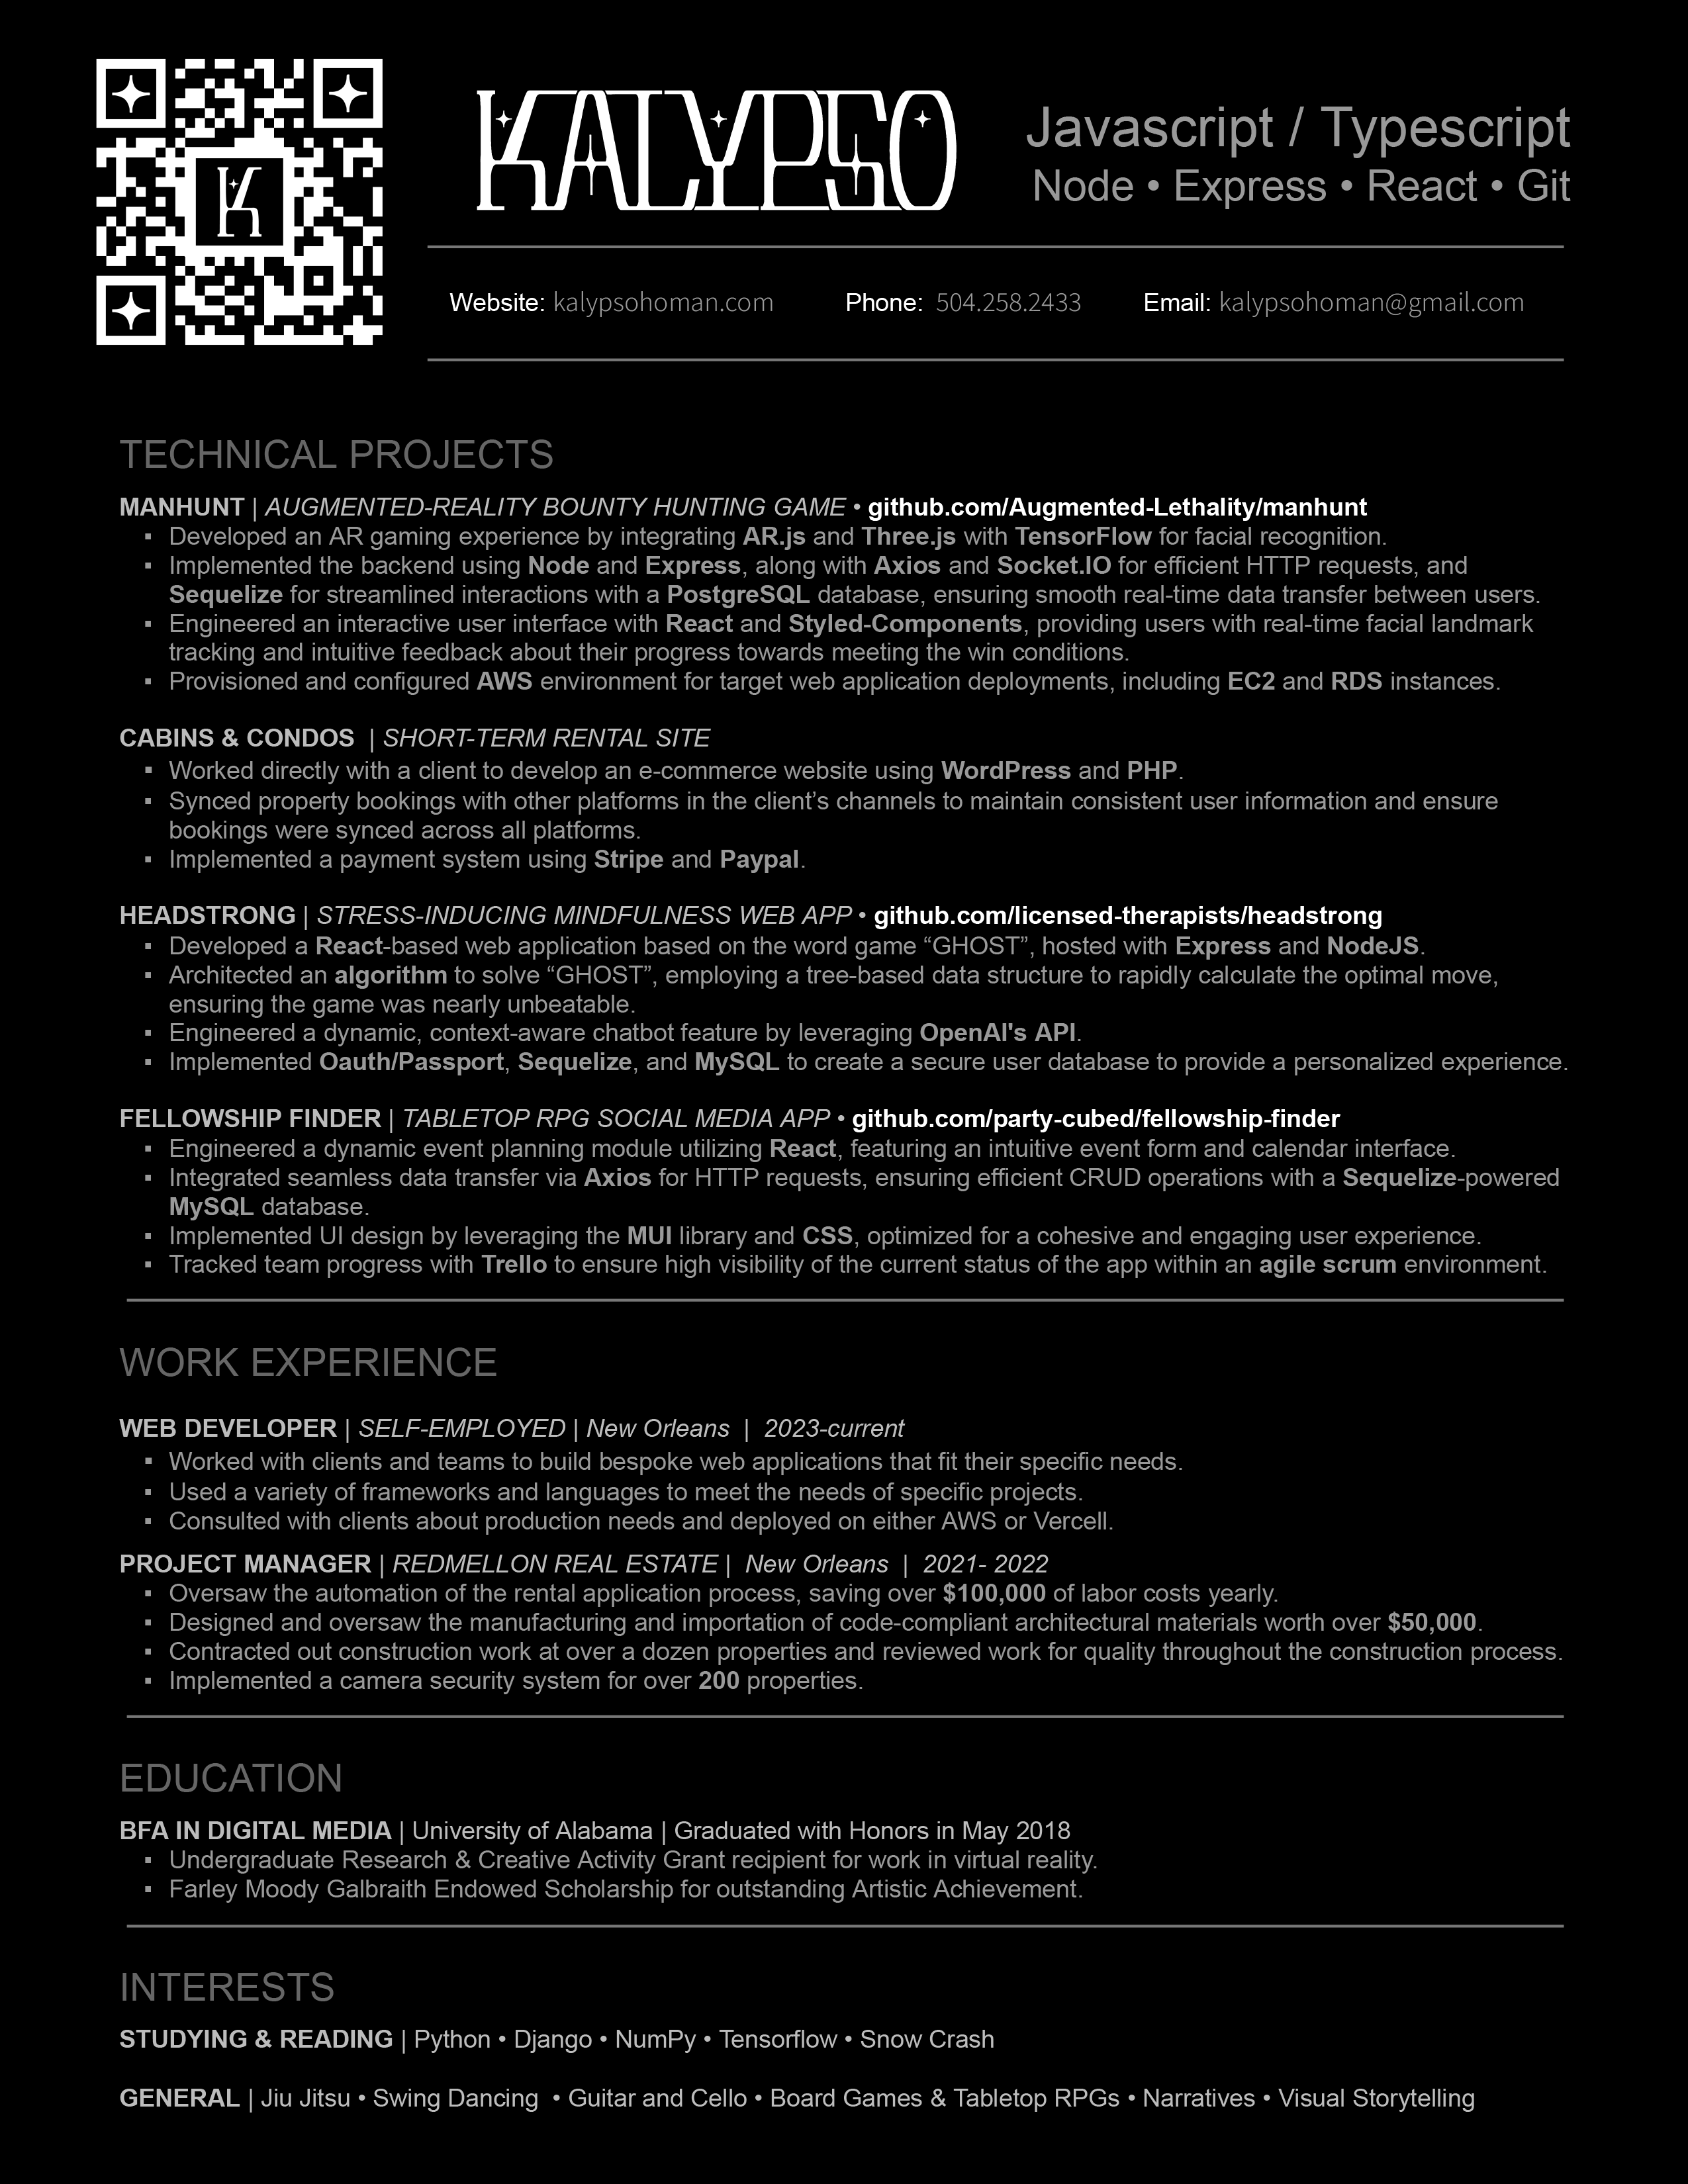 KALYPSO
Javascript / Typescript
Node • Express • React • Git
K
Website: kalypsohoman.com Phone: 504.258.2433 Email: kalypsohoman@gmail.com
TECHNICAL PROJECTS
MANHUNT | AUGMENTED-REALITY BOUNTY HUNTING GAME • github.com/Augmented-Lethality/manhunt
▪ Developed an AR gaming experience by integrating AR.js and Three.js with TensorFlow for facial recognition.
▪ Implemented the backend using Node and Express, along with Axios and Socket.IO for efficient HTTP requests, and
Sequelize for streamlined interactions with a PostgreSQL database, ensuring smooth real-time data transfer between users.
▪ Engineered an interactive user interface with React and Styled-Components, providing users with real-time facial landmark
tracking and intuitive feedback about their progress towards meeting the win conditions.
▪ Provisioned and configured AWS environment for target web application deployments, including EC2 and RDS instances.
CABINS & CONDOS | SHORT-TERM RENTAL SITE
▪ Worked directly with a client to develop an e-commerce website using WordPress and PHP.
▪ Synced property bookings with other platforms in the client’s channels to maintain consistent user information and ensure
bookings were synced across all platforms.
▪ Implemented a payment system using Stripe and Paypal.
HEADSTRONG | STRESS-INDUCING MINDFULNESS WEB APP • github.com/licensed-therapists/headstrong
▪ Developed a React-based web application based on the word game “GHOST”, hosted with Express and NodeJS.
▪ Architected an algorithm to solve “GHOST”, employing a tree-based data structure to rapidly calculate the optimal move,
ensuring the game was nearly unbeatable.
▪ Engineered a dynamic, context-aware chatbot feature by leveraging OpenAI's API.
▪ Implemented Oauth/Passport, Sequelize, and MySQL to create a secure user database to provide a personalized experience.
FELLOWSHIP FINDER | TABLETOP RPG SOCIAL MEDIA APP • github.com/party-cubed/fellowship-finder
▪ Engineered a dynamic event planning module utilizing React, featuring an intuitive event form and calendar interface.
▪ Integrated seamless data transfer via Axios for HTTP requests, ensuring efficient CRUD operations with a Sequelize-powered
MySQL database.
▪ Implemented UI design by leveraging the MUI library and CSS, optimized for a cohesive and engaging user experience.
▪ Tracked team progress with Trello to ensure high visibility of the current status of the app within an agile scrum environment.
WORK EXPERIENCE
WEB DEVELOPER | SELF-EMPLOYED | New Orleans | 2023-current
▪ Worked with clients and teams to build bespoke web applications that fit their specific needs.
▪ Used a variety of frameworks and languages to meet the needs of specific projects.
▪ Consulted with clients about production needs and deployed on either AWS or Vercell.
PROJECT MANAGER | REDMELLON REAL ESTATE | New Orleans | 2021- 2022
▪ Oversaw the automation of the rental application process, saving over $100,000 of labor costs yearly.
▪ Designed and oversaw the manufacturing and importation of code-compliant architectural materials worth over $50,000.
▪ Contracted out construction work at over a dozen properties and reviewed work for quality throughout the construction process.
▪ Implemented a camera security system for over 200 properties.
EDUCATION
BFA IN DIGITAL MEDIA | University of Alabama | Graduated with Honors in May 2018
▪ Undergraduate Research & Creative Activity Grant recipient for work in virtual reality.
▪ Farley Moody Galbraith Endowed Scholarship for outstanding Artistic Achievement.
INTERESTS
STUDYING & READING | Python • Django • NumPy • Tensorflow • Snow Crash
GENERAL | Jiu Jitsu • Swing Dancing • Guitar and Cello • Board Games & Tabletop RPGs • Narratives • Visual Storytelling